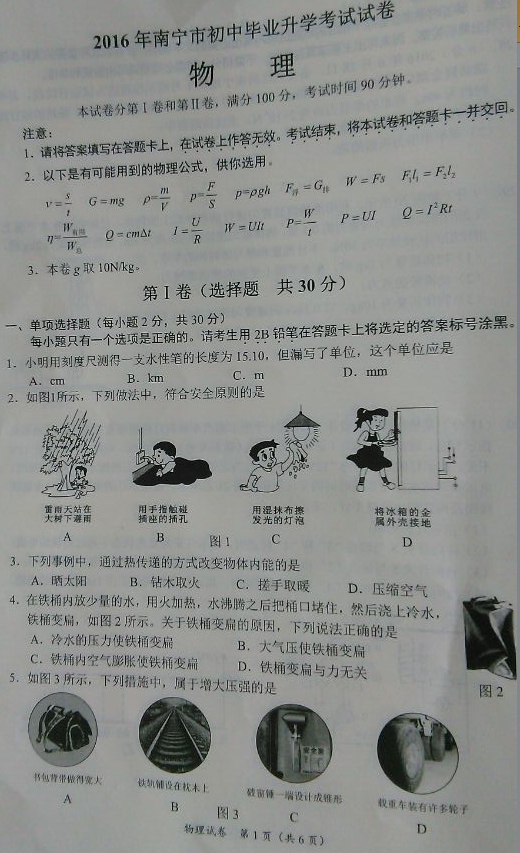 2016年南宁市初中毕业升学考试试卷
物 理
本试卷分第Ⅰ卷和第Ⅱ卷，满分100分，考试时间90分钟。
注意：
1．请将答案填写在答题卡上，在试卷上作答无效。考试结束，将本试卷和答题卡一并交回。
2．以下是有可能用到的物理公式，供你选用。
v=s/t G=mg ρ=m/V p=F/S p=ρgh F浮=G排 W=Fs F₁l₁=F₂l₂
η=W有用/W总 Q=cmΔt I=U/R W=UIt P=W/t P=UI Q=I²Rt
3．本卷g取10N/kg。
第Ⅰ卷（选择题 共30分）
一、单项选择题（每小题2分，共30分）
每小题只有一个选项是正确的。请考生用2B铅笔在答题卡上将选定的答案标号涂黑。
1．小明用刻度尺测得一支水性笔的长度为15.10，但漏写了单位，这个单位应是
A．cm B．km C．m D．mm
2．如图1所示，下列做法中，符合安全原则的是
雷雨天站在 用手指触碰 用湿抹布擦 将冰箱的金
大树下避雨 插座的插孔 发光的灯泡 属外壳接地
A B C D
图1
3．下列事例中，通过热传递的方式改变物体内能的是
A．晒太阳 B．钻木取火 C．搓手取暖 D．压缩空气
4．在铁桶内放少量的水，用火加热，水沸腾之后把桶口堵住，然后浇上冷水，
铁桶变扁，如图2所示。关于铁桶变扁的原因，下列说法正确的是
A．冷水的压力使铁桶变扁 B．大气压使铁桶变扁
C．铁桶内空气膨胀使铁桶变扁 D．铁桶变扁与力无关
图2
5．如图3所示，下列措施中，属于增大压强的是
安全窗
书包背带做得宽大 铁轨铺设在枕木上 破窗锤一端设计成锥形 载重车装有许多轮子
A B C D
图3
物理试卷 第1页（共6页）